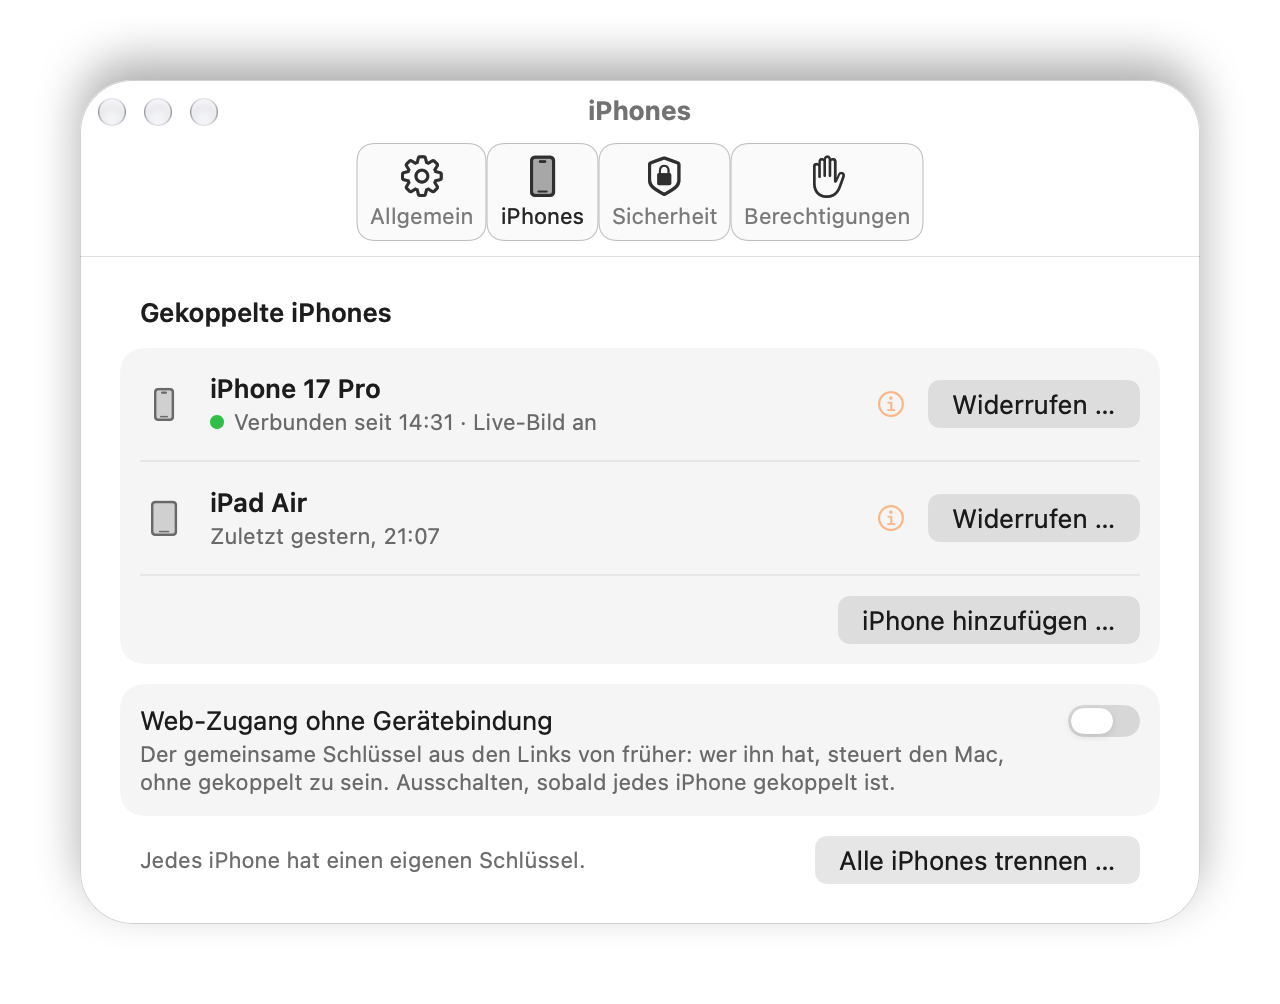 iPhones
Allgemein
iPhones
Sicherheit
Berechtigungen
Gekoppelte iPhones
iPhone 17 Pro
Verbunden seit 14:31 · Live-Bild an
Widerrufen ...
iPad Air
Zuletzt gestern, 21:07
Widerrufen ...
iPhone hinzufügen ...
Web-Zugang ohne Gerätebindung
Der gemeinsame Schlüssel aus den Links von früher: wer ihn hat, steuert den Mac,
ohne gekoppelt zu sein. Ausschalten, sobald jedes iPhone gekoppelt ist.
Jedes iPhone hat einen eigenen Schlüssel.
Alle iPhones trennen ...